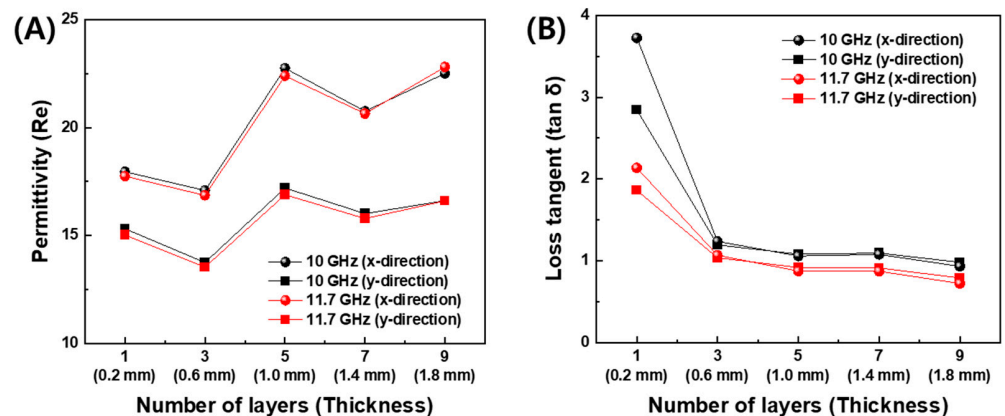 (A)
25
20
15
10
Permittivity (Re)
10 GHz (x-direction)
10 GHz (y-direction)
11.7 GHz (x-direction)
11.7 GHz (y-direction)
1 3 5 7 9
(0.2 mm) (0.6 mm) (1.0 mm) (1.4 mm) (1.8 mm)
Number of layers (Thickness)
(B)
4
3
2
1
0
Loss tangent (tan δ)
10 GHz (x-direction)
10 GHz (y-direction)
11.7 GHz (x-direction)
11.7 GHz (y-direction)
1 3 5 7 9
(0.2 mm) (0.6 mm) (1.0 mm) (1.4 mm) (1.8 mm)
Number of layers (Thickness)